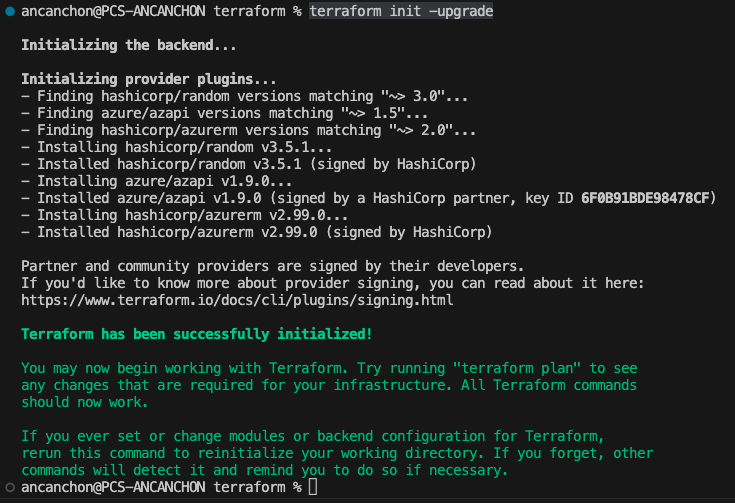 ancanchon@PCS-ANCANCHON terraform % terraform init -upgrade
Initializing the backend...
Initializing provider plugins...
- Finding hashicorp/random versions matching "~> 3.0"...
- Finding azure/azapi versions matching "~> 1.5"...
- Finding hashicorp/azurerm versions matching "~> 2.0"...
- Installing hashicorp/random v3.5.1...
- Installed hashicorp/random v3.5.1 (signed by HashiCorp)
- Installing azure/azapi v1.9.0...
- Installed azure/azapi v1.9.0 (signed by a HashiCorp partner, key ID 6F0B91BDE98478CF)
- Installing hashicorp/azurerm v2.99.0...
- Installed hashicorp/azurerm v2.99.0 (signed by HashiCorp)
Partner and community providers are signed by their developers.
If you'd like to know more about provider signing, you can read about it here:
https://www.terraform.io/docs/cli/plugins/signing.html
Terraform has been successfully initialized!
You may now begin working with Terraform. Try running "terraform plan" to see
any changes that are required for your infrastructure. All Terraform commands
should now work.
If you ever set or change modules or backend configuration for Terraform,
rerun this command to reinitialize your working directory. If you forget, other
commands will detect it and remind you to do so if necessary.
ancanchon@PCS-ANCANCHON terraform %